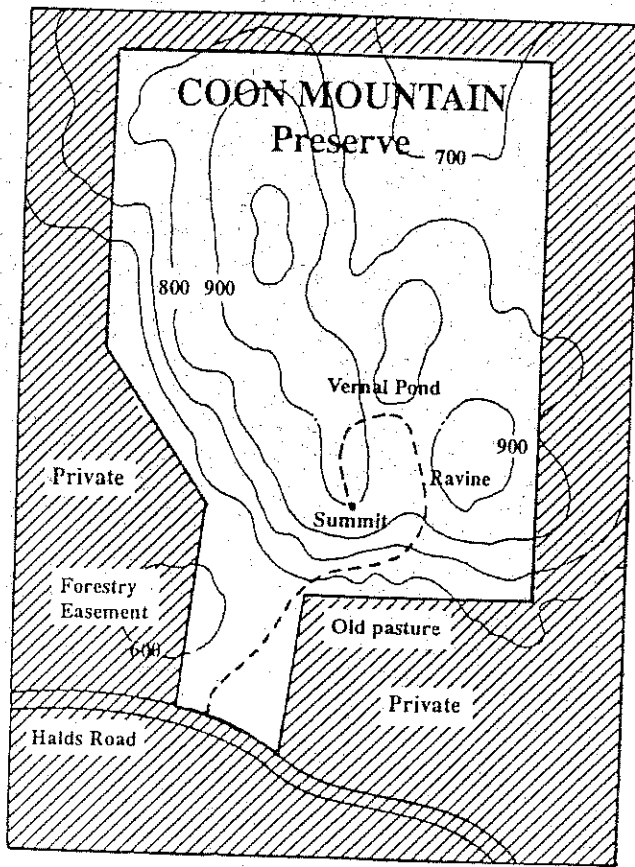 COON MOUNTAIN
Preserve
700
800 900
Vernal Pond
900
Private
Ravine
Summit
Forestry
Easement
Old pasture
600
Private
Halds Road